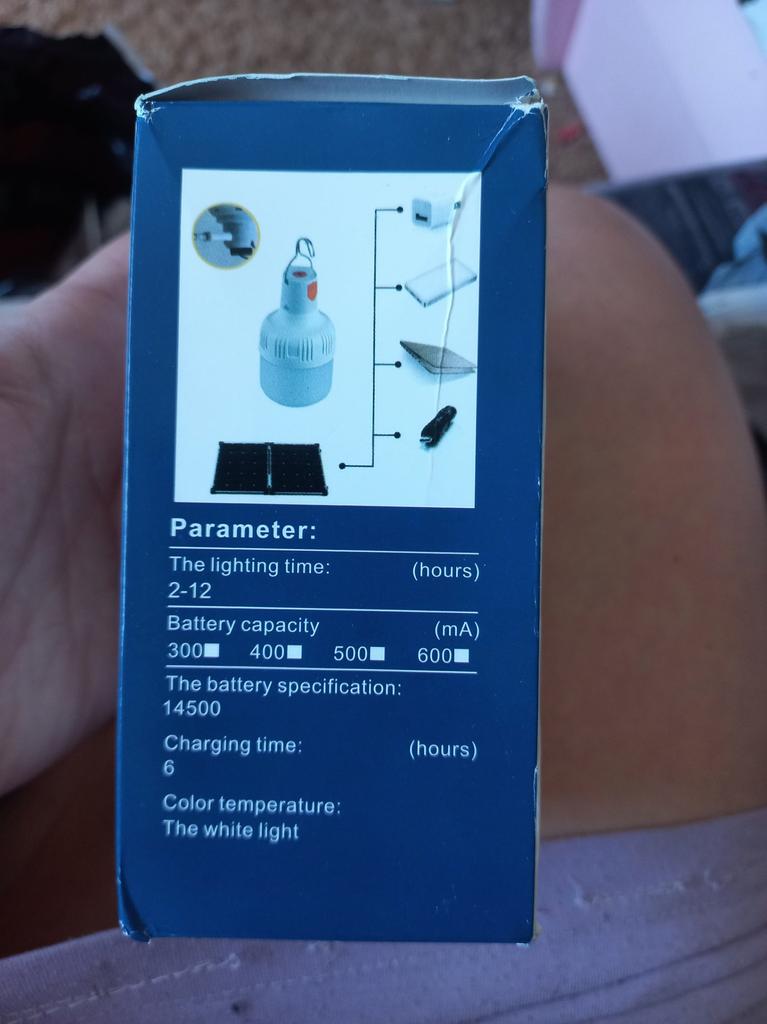 Parameter:
The lighting time: (hours)
2-12
Battery capacity (mA)
300 400 500 600
The battery specification:
14500
Charging time: (hours)
6
Color temperature:
The white light